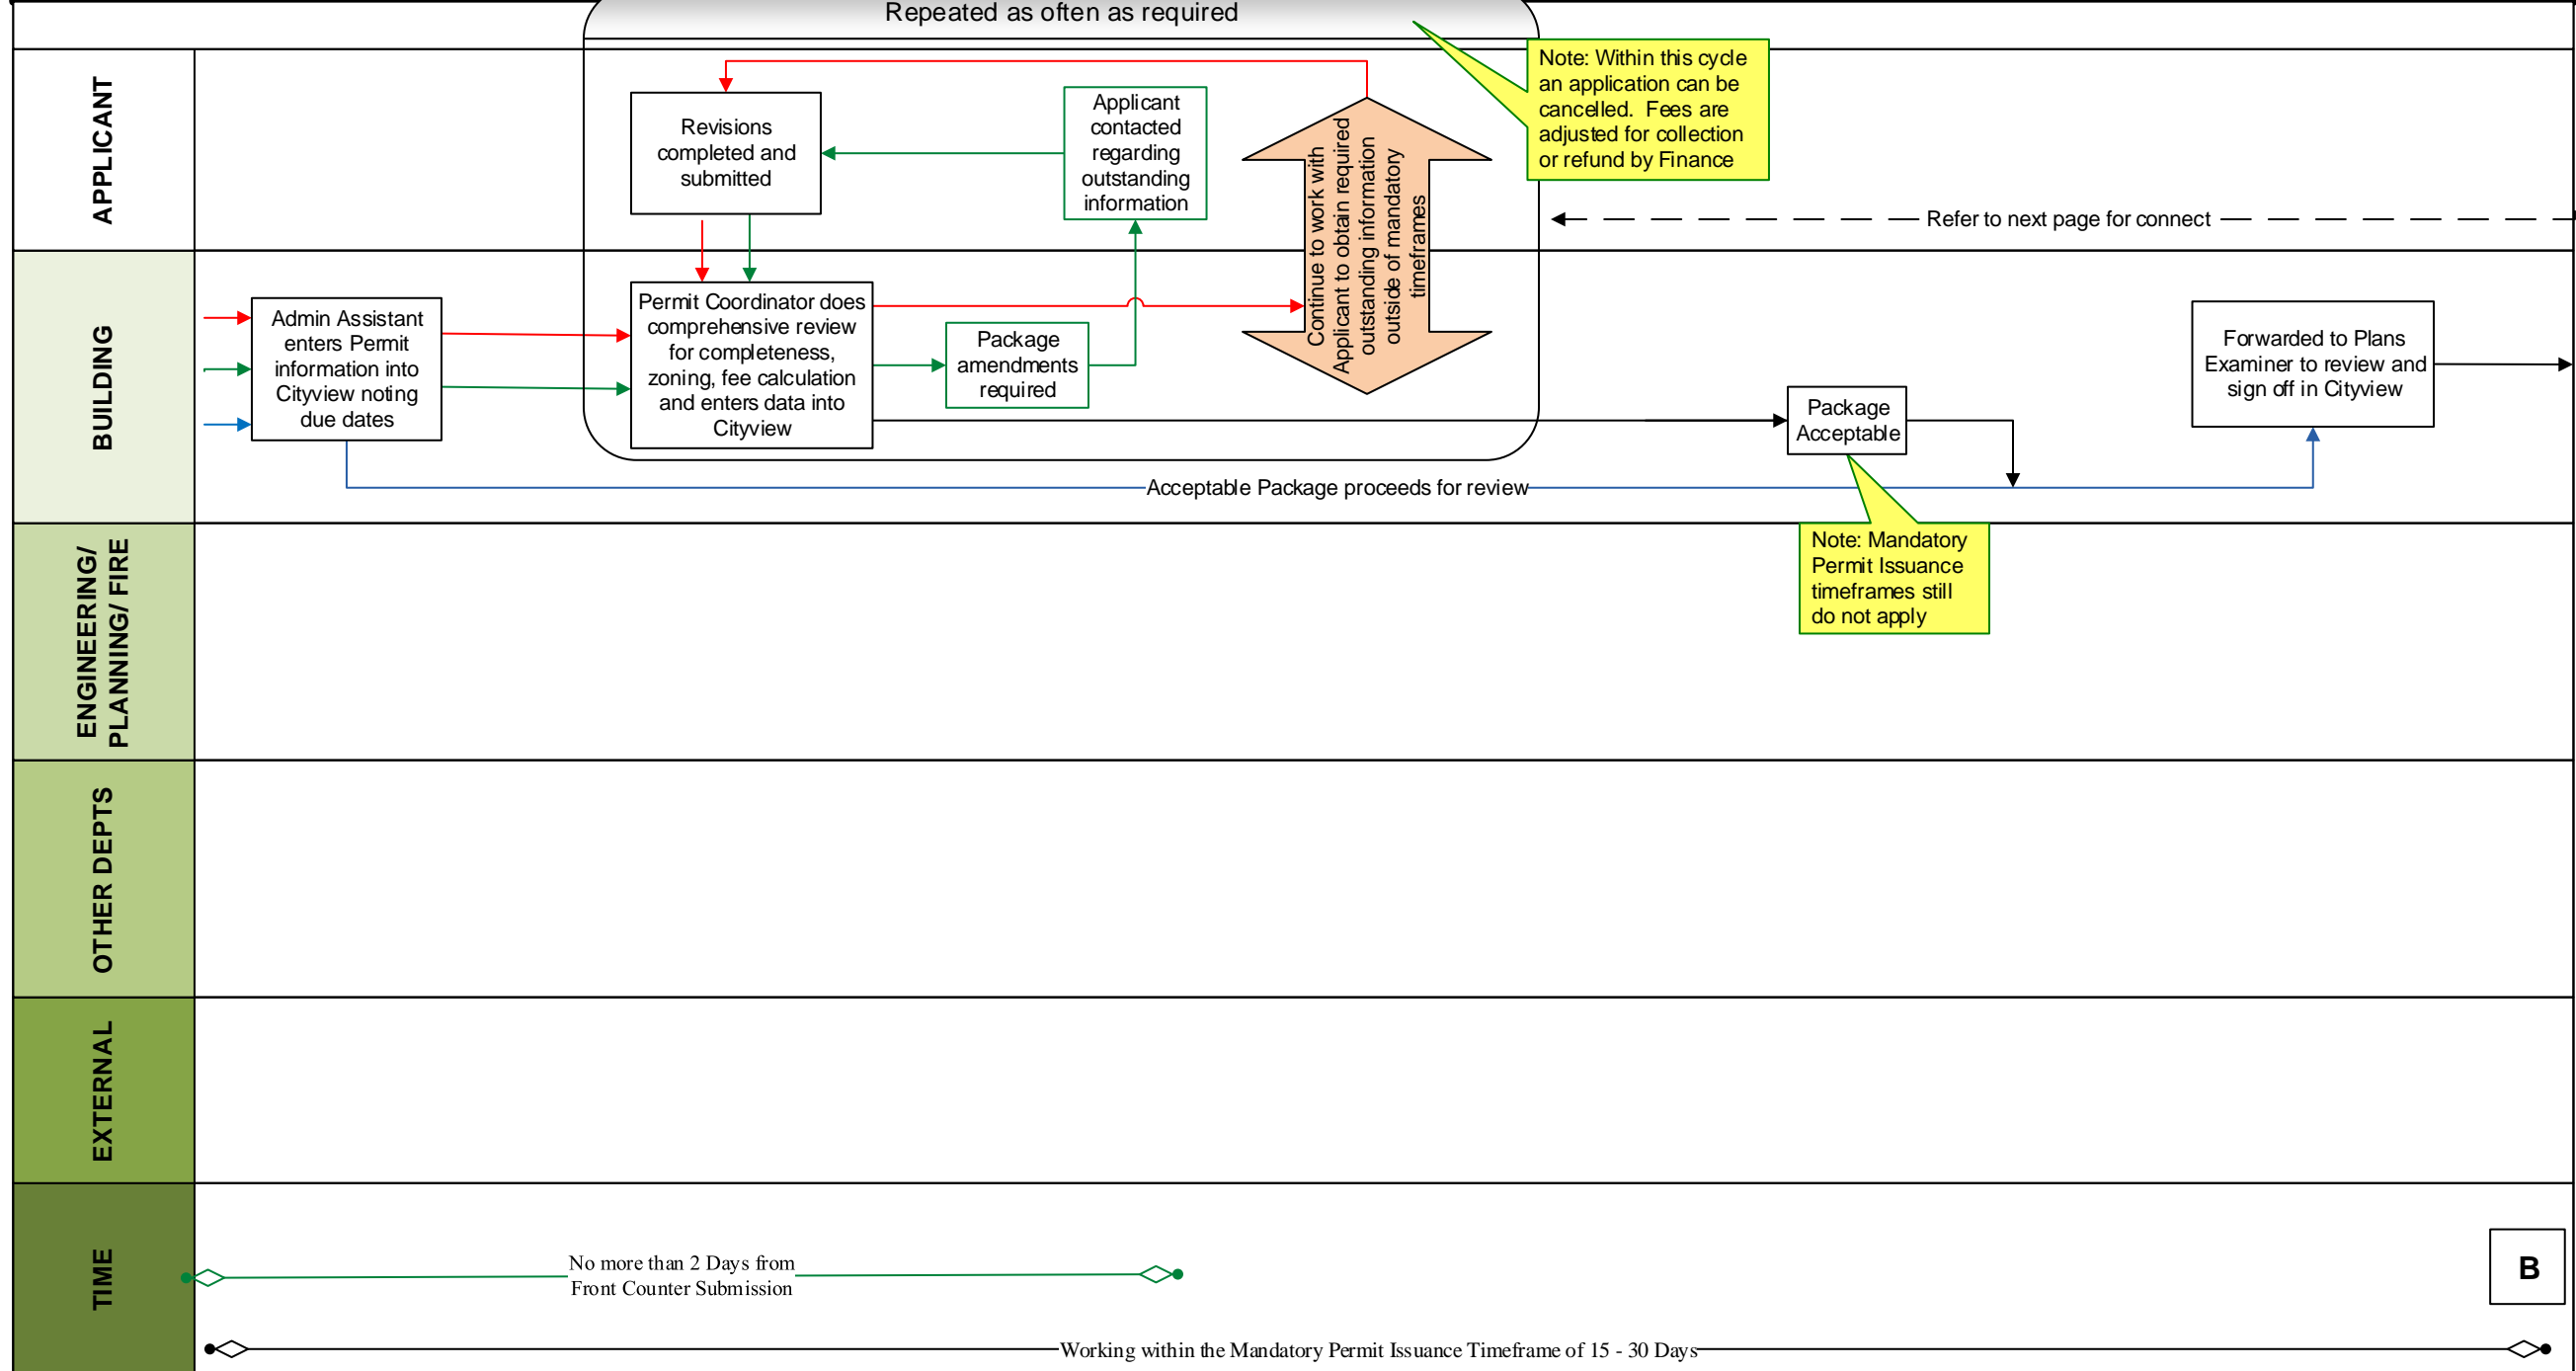 Repeated as often as required
Note: Within this cycle
an application can be
cancelled. Fees are
adjusted for collection
or refund by Finance
APPLICANT
Revisions
completed and
submitted
Applicant
contacted
regarding
outstanding
information
Continue to work with
Applicant to obtain required
outstanding information
outside of mandatory
timeframes
Refer to next page for connect
BUILDING
Admin Assistant
enters Permit
information into
Cityview noting
due dates
Permit Coordinator does
comprehensive review
for completeness,
zoning, fee calculation
and enters data into
Cityview
Package
amendments
required
Package
Acceptable
Forwarded to Plans
Examiner to review and
sign off in Cityview
Acceptable Package proceeds for review
ENGINEERING/
PLANNING/ FIRE
Note: Mandatory
Permit Issuance
timeframes still
do not apply
OTHER DEPTS
EXTERNAL
TIME
No more than 2 Days from
Front Counter Submission
B
Working within the Mandatory Permit Issuance Timeframe of 15 - 30 Days